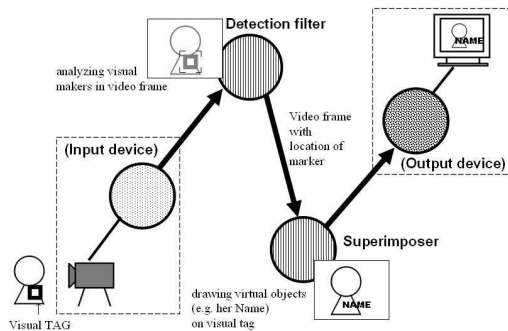 Detection filter
analyzing visual
makers in video frame
NAME
Video frame
with
location of
marker
(Input device)
(Output device)
Superimposer
NAME
drawing virtual objects
(e.g. her Name)
on visual tag
Visual TAG